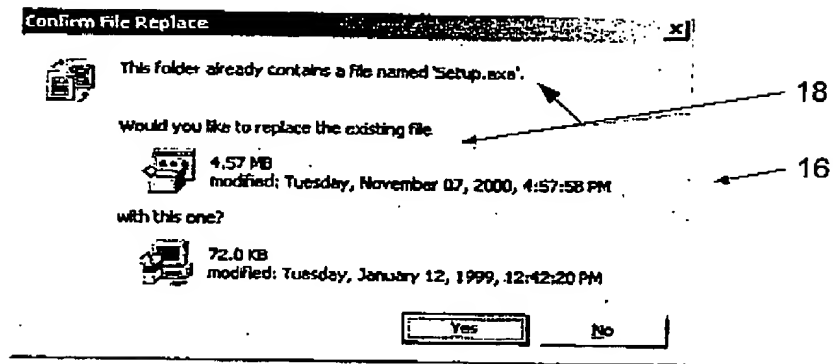 Confirm File Replace
This folder already contains a file named 'Setup.exe'.
18
Would you like to replace the existing file
4.57 MB
16
modified: Tuesday, November 07, 2000, 4:57:58 PM
with this one?
72.0 KB
modified: Tuesday, January 12, 1999, 12:42:20 PM
Yes No